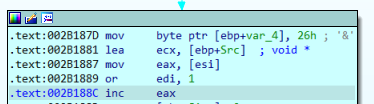 .text:002B187D mov     byte ptr [ebp+var_4], 26h ; '&'
.text:002B1881 lea     ecx, [ebp+Src]  ; void *
.text:002B1887 mov     eax, [esi]
.text:002B1889 or      edi, 1
.text:002B188C inc     eax